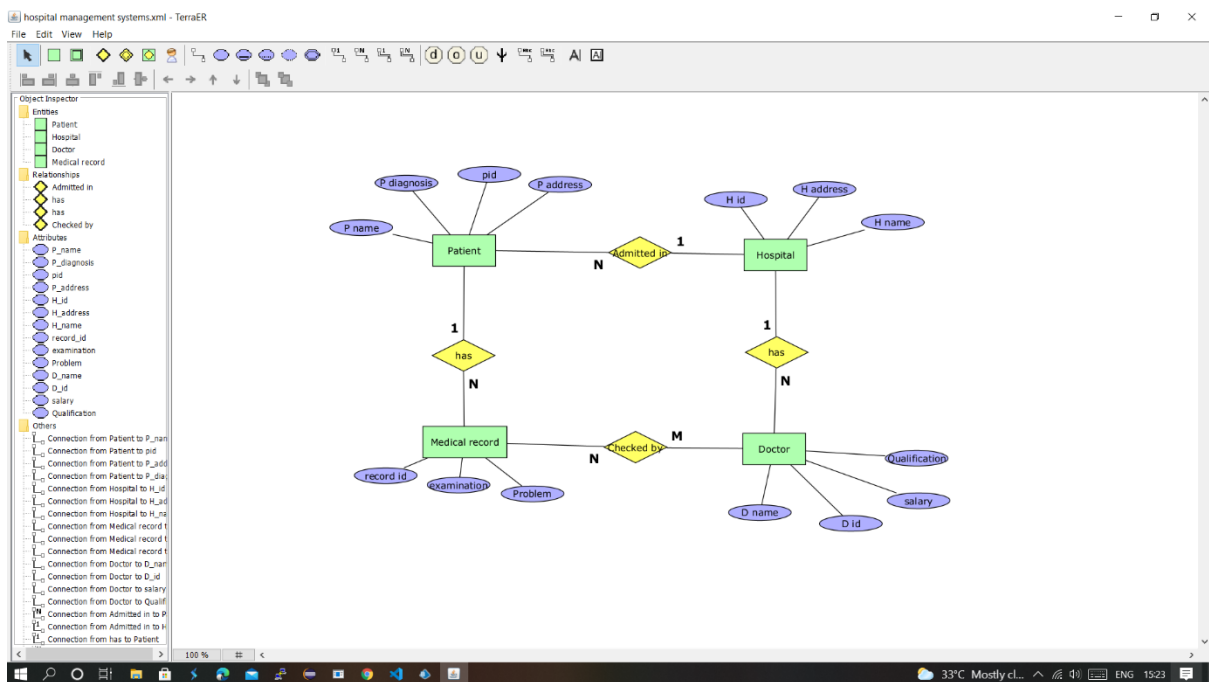 hospital management systems.xml - TerraER
File Edit View Help
1 N 1 N
d o u
A A
Object Inspector
Entities
Patient
Hospital
Doctor
Medical record
Relationships
Admitted in
has
has
Checked by
Attributes
P_name
P_diagnosis
pid
P_address
H_id
H_address
H_name
record_id
examination
Problem
D_name
D_id
salary
Qualification
Others
Connection from Patient to P_nam
Connection from Patient to pid
Connection from Patient to P_add
Connection from Patient to P_diag
Connection from Hospital to H_id
Connection from Hospital to H_ad
Connection from Hospital to H_na
Connection from Medical record t
Connection from Medical record t
Connection from Medical record t
Connection from Doctor to D_nam
Connection from Doctor to D_id
Connection from Doctor to salary
Connection from Doctor to Qualif
Connection from Admitted in to P
Connection from Admitted in to H
Connection from has to Patient
P diagnosis
pid
P address
P name
Patient
N
Admitted in
1
H id
H address
H name
Hospital
1
has
N
1
has
N
Medical record
N
Checked by
M
Doctor
record id
examination
Problem
Qualification
salary
D name
D id
100 %
33°C Mostly cl... ENG 15:23